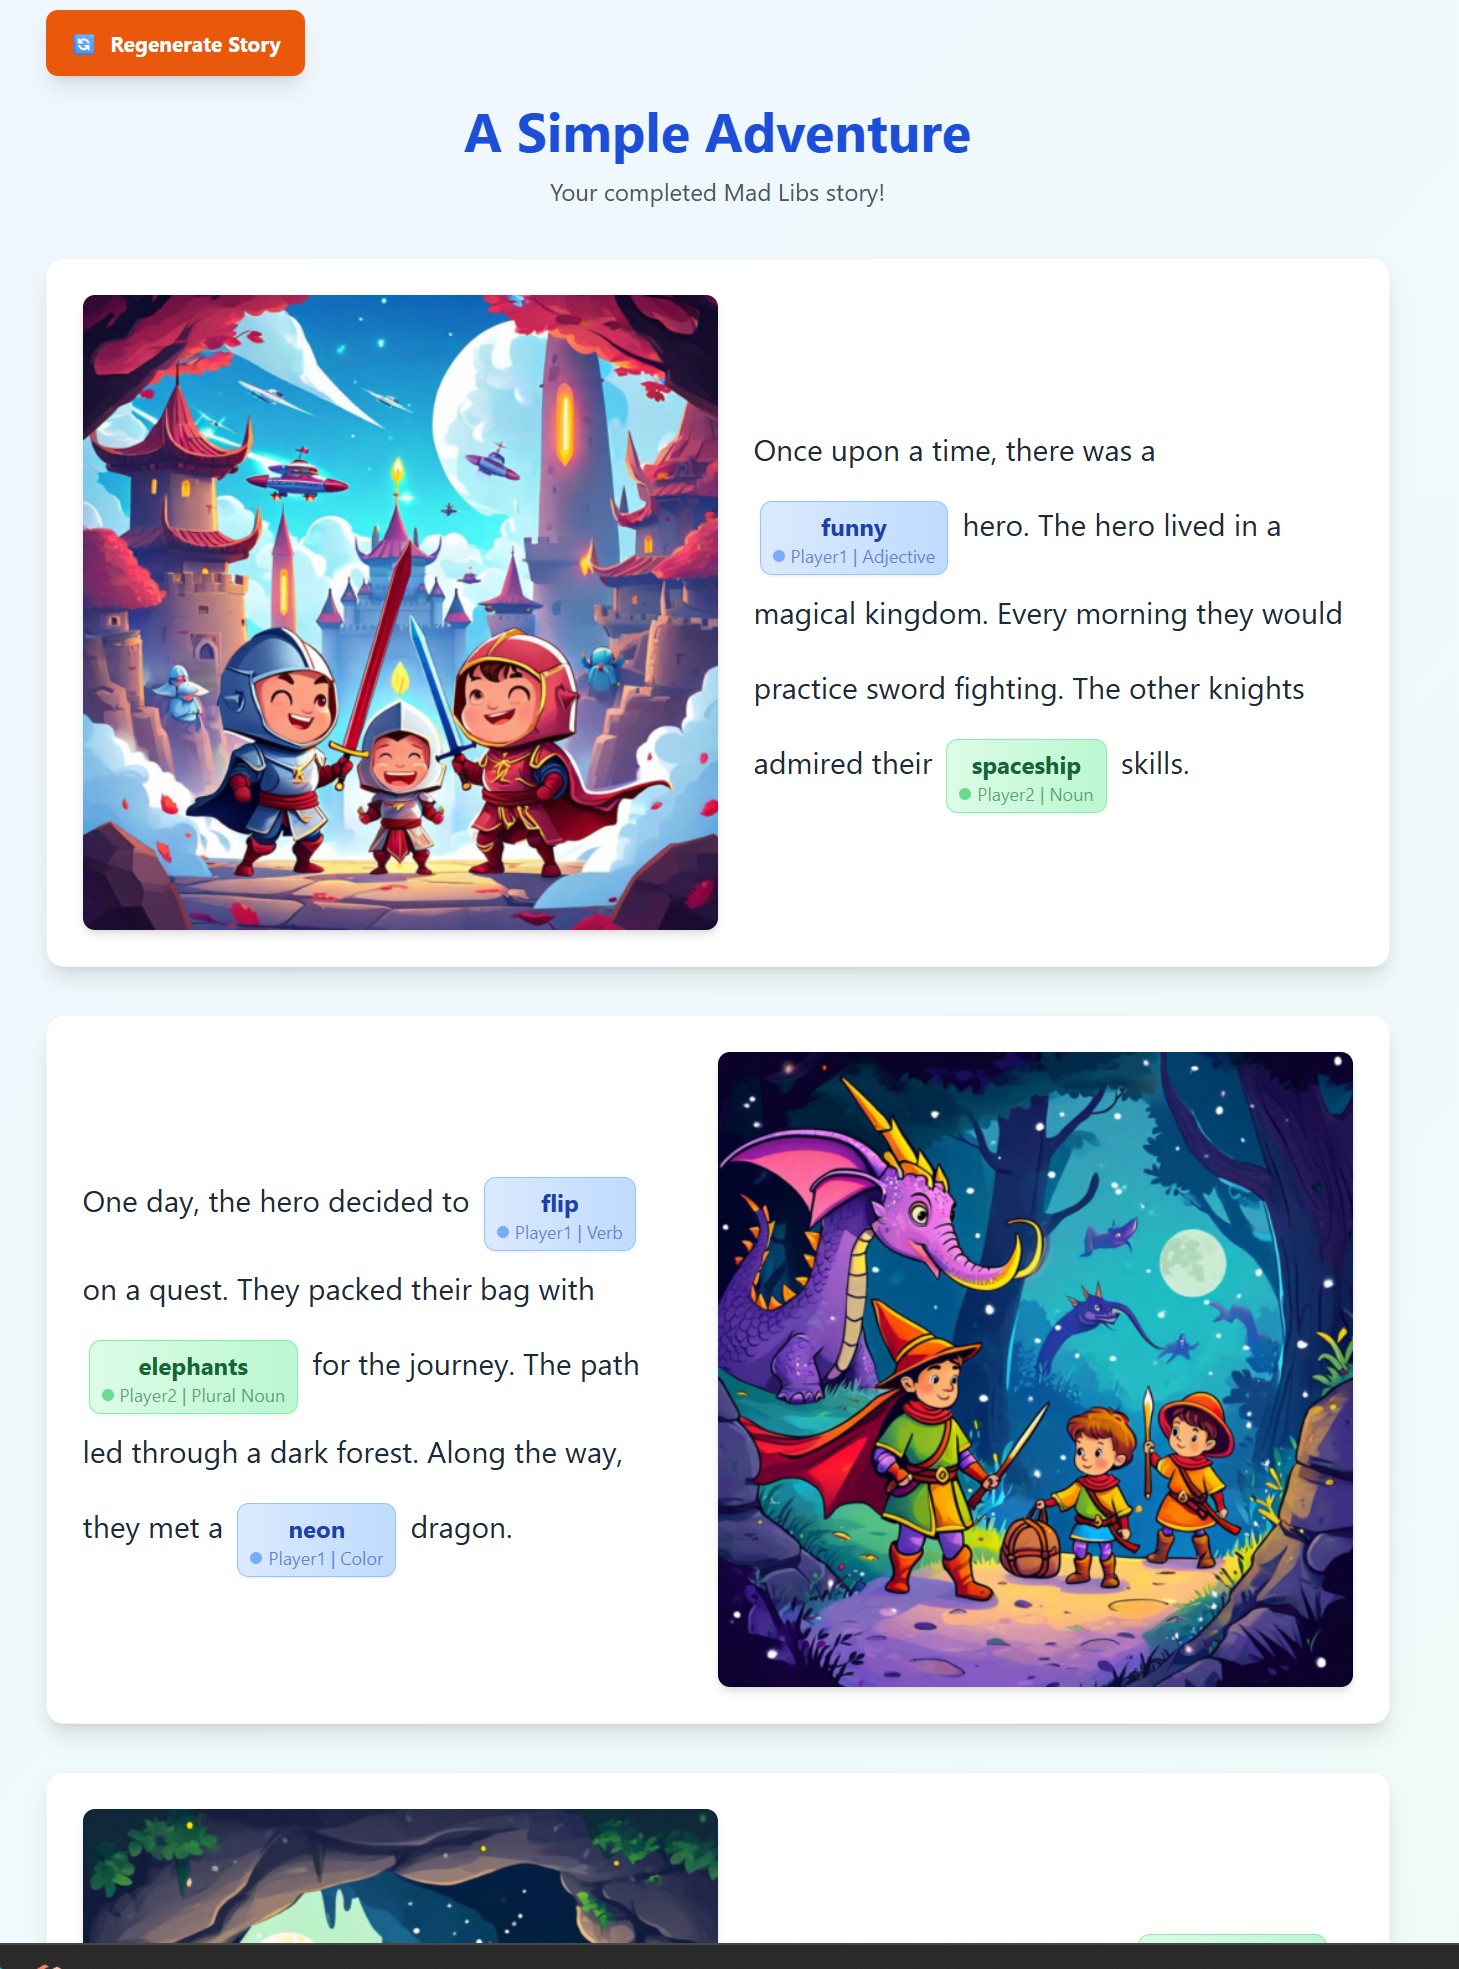 Regenerate Story
A Simple Adventure
Your completed Mad Libs story!
Once upon a time, there was a
funny
Player1 | Adjective
hero. The hero lived in a
magical kingdom. Every morning they would
practice sword fighting. The other knights
admired their
spaceship
Player2 | Noun
skills.
One day, the hero decided to
flip
Player1 | Verb
on a quest. They packed their bag with
elephants
Player2 | Plural Noun
for the journey. The path
led through a dark forest. Along the way,
they met a
neon
Player1 | Color
dragon.